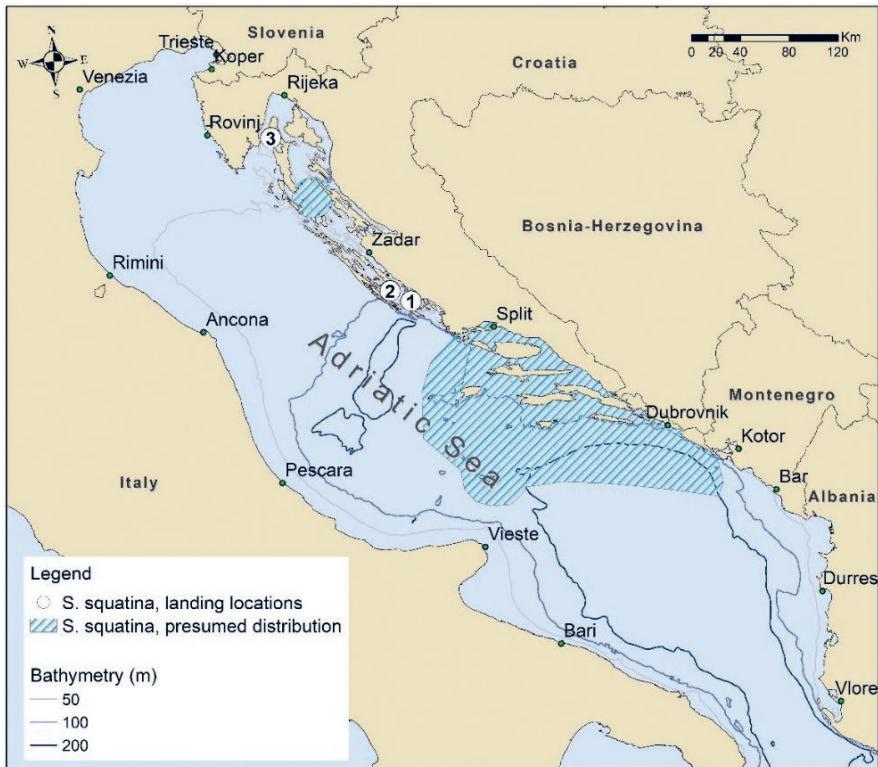 Slovenia
N
W
E
S
Trieste
Koper
Venezia
Rijeka
Croatia
Km
0
20
40
80
120
Rovinj
3
Bosnia-Herzegovina
Zadar
Rimini
2
1
Ancona
Split
Adriatic Sea
Montenegro
Dubrovnik
Kotor
Italy
Pescara
Bar
Albania
Vieste
Legend
S. squatina, landing locations
S. squatina, presumed distribution
Durres
Bari
Bathymetry (m)
50
100
200
Vlore